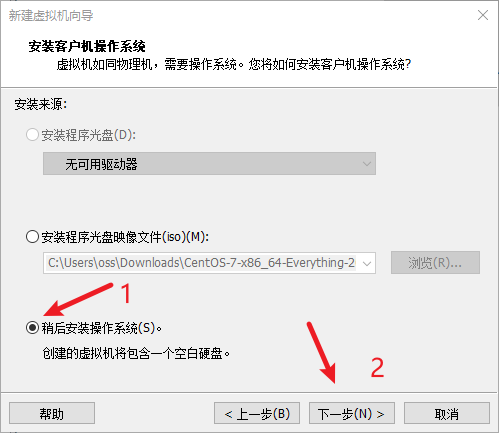 新建虚拟机向导
安装客户机操作系统
虚拟机如同物理机，需要操作系统。您将如何安装客户机操作系统?
安装来源:
安装程序光盘(D):
无可用驱动器
安装程序光盘映像文件(iso)(M):
C:\Users\oss\Downloads\CentOS-7-x86_64-Everything-2
浏览(R)...
1
稍后安装操作系统(S)。
创建的虚拟机将包含一个空白硬盘。
2
帮助
< 上一步(B)
下一步(N) >
取消